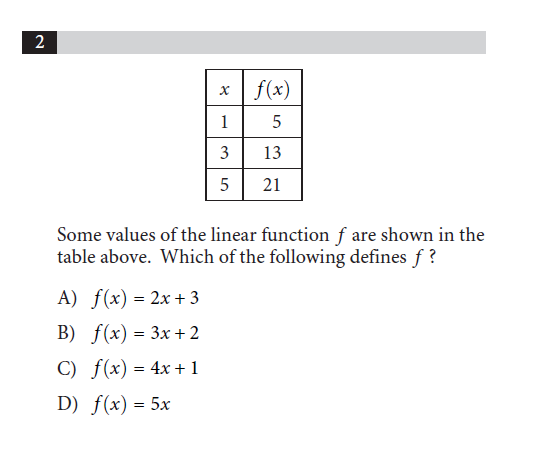 2
x f(x)
1 5
3 13
5 21
Some values of the linear function f are shown in the
table above. Which of the following defines f ?
A) f(x) = 2x + 3
B) f(x) = 3x + 2
C) f(x) = 4x + 1
D) f(x) = 5x